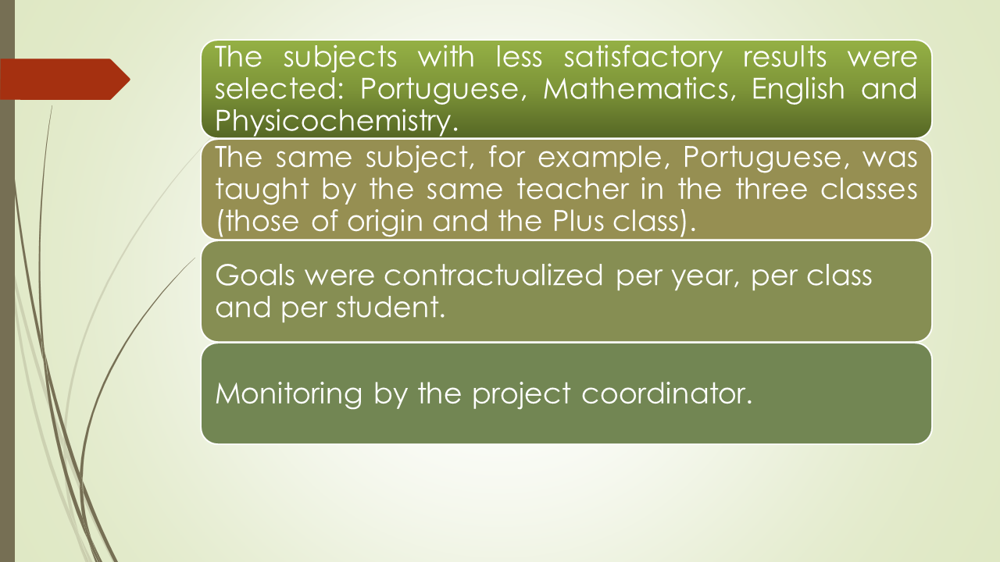 The subjects with less satisfactory results were
selected: Portuguese, Mathematics, English and
Physicochemistry.
The same subject, for example, Portuguese, was
taught by the same teacher in the three classes
(those of origin and the Plus class).
Goals were contractualized per year, per class
and per student.
Monitoring by the project coordinator.